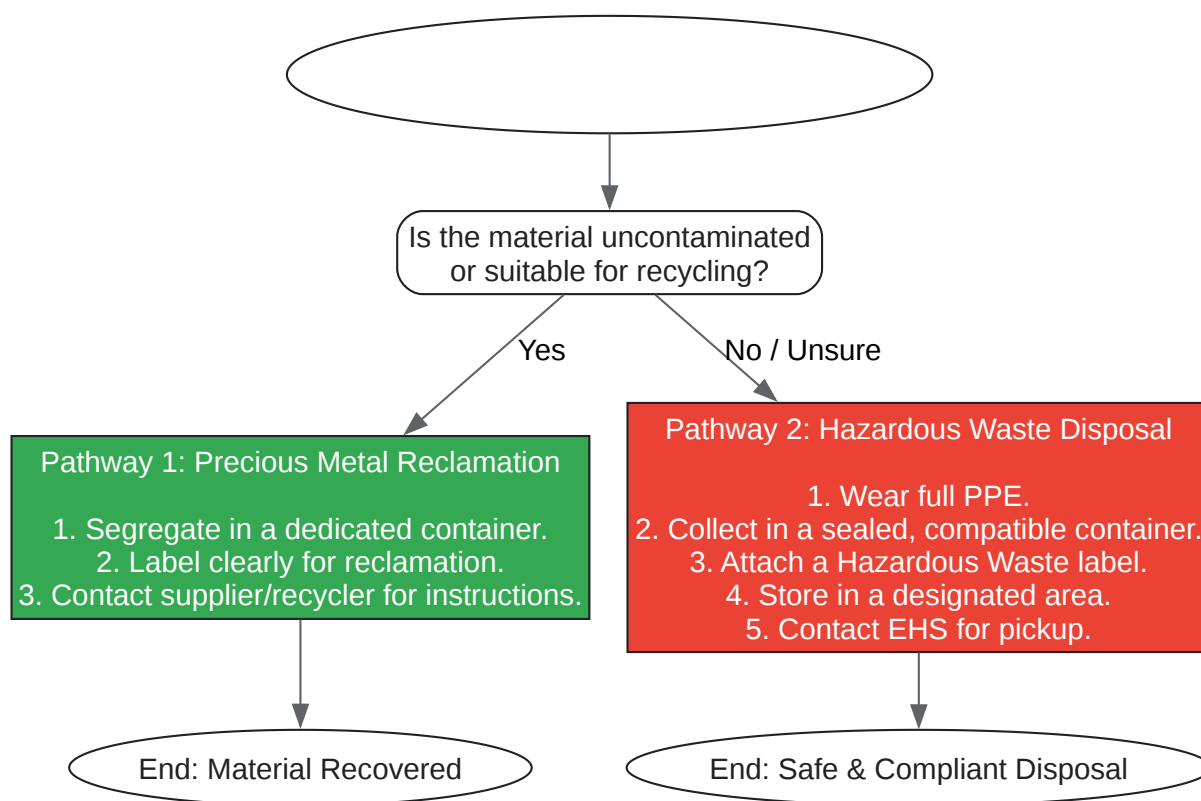 Is the material uncontaminated
or suitable for recycling?
Yes
No / Unsure
Pathway 1: Precious Metal Reclamation
1. Segregate in a dedicated container.
2. Label clearly for reclamation.
3. Contact supplier/recycler for instructions.
Pathway 2: Hazardous Waste Disposal
1. Wear full PPE.
2. Collect in a sealed, compatible container.
3. Attach a Hazardous Waste label.
4. Store in a designated area.
5. Contact EHS for pickup.
End: Material Recovered
End: Safe & Compliant Disposal